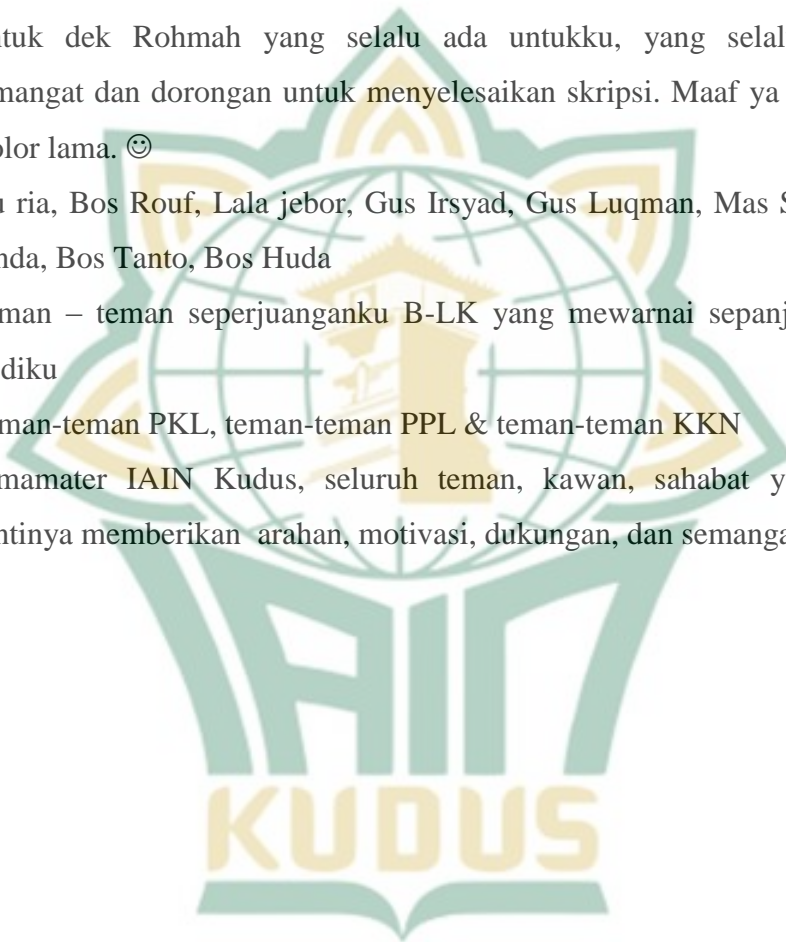 ntuk dek Rohmah yang selalu ada untukku, yang selal
mangat dan dorongan untuk menyelesaikan skripsi. Maaf ya
olor lama. ☺
u ria, Bos Rouf, Lala jebor, Gus Irsyad, Gus Luqman, Mas S
nda, Bos Tanto, Bos Huda
man – teman seperjuanganku B-LK yang mewarnai sepanj
diku
man-teman PKL, teman-teman PPL & teman-teman KKN
mamater IAIN Kudus, seluruh teman, kawan, sahabat y
ntinya memberikan arahan, motivasi, dukungan, dan semanga
IAIN
KUDUS